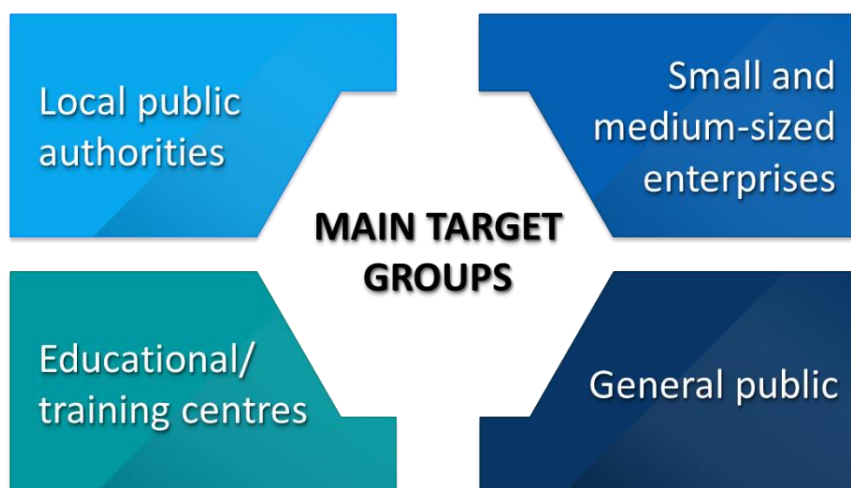 Local public
authorities
Small and
medium-sized
enterprises
MAIN TARGET
GROUPS
Educational/
training centres
General public